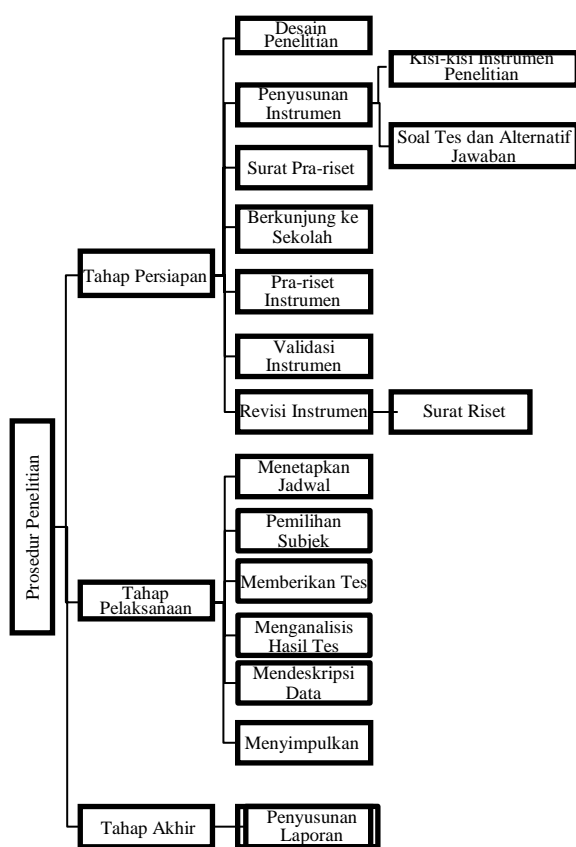 Prosedur Penelitian
Tahap Persiapan
Desain
Penelitian
Penyusunan
Instrumen
Kisi-kisi Instrumen
Penelitian
Soal Tes dan Alternatif
Jawaban
Surat Pra-riset
Berkunjung ke
Sekolah
Pra-riset
Instrumen
Validasi
Instrumen
Revisi Instrumen
Surat Riset
Tahap
Pelaksanaan
Menetapkan
Jadwal
Pemilihan
Subjek
Memberikan Tes
Menganalisis
Hasil Tes
Mendeskripsi
Data
Menyimpulkan
Tahap Akhir
Penyusunan
Laporan